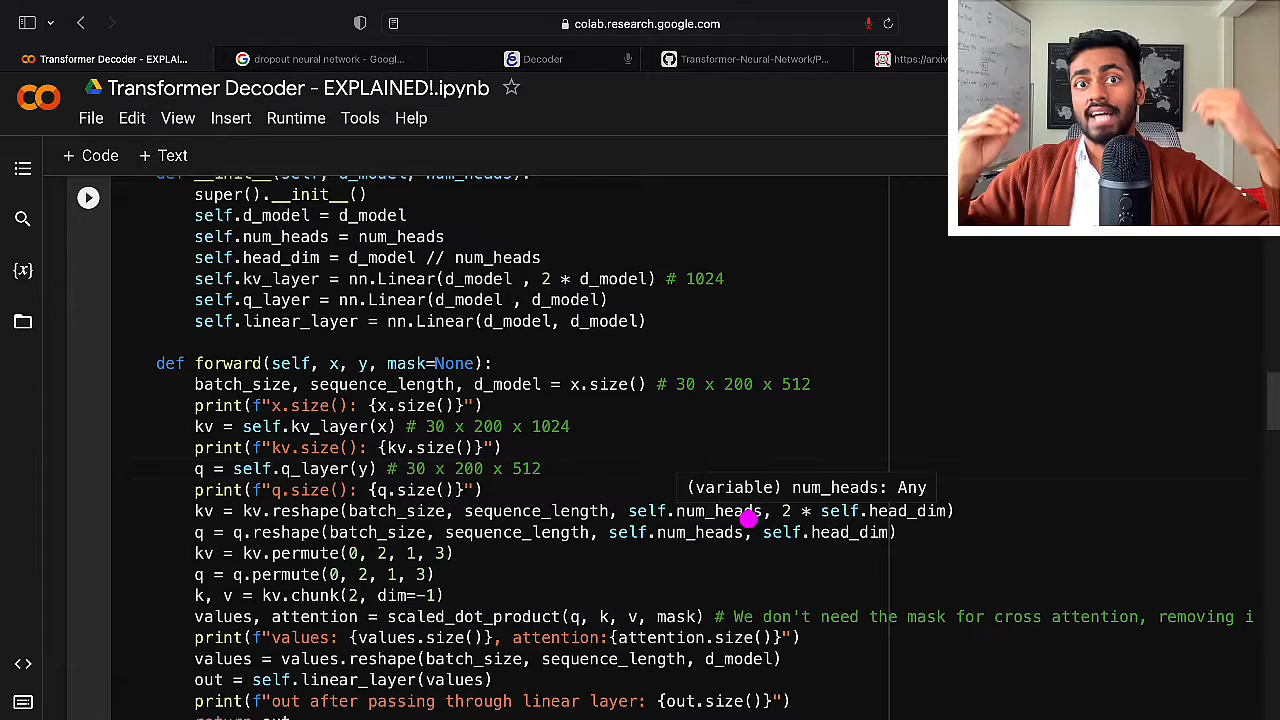 colab.research.google.com
Transformer Decoder - EXPLAI...
dropout neural network - Googl...
Decoder
Transformer-Neural-Network/P...
https://arxiv
Transformer Decoder - EXPLAINED!.ipynb
File Edit View Insert Runtime Tools Help
+ Code + Text
def __init__(self, d_model, num_heads):
super().__init__()
self.d_model = d_model
self.num_heads = num_heads
self.head_dim = d_model // num_heads
self.kv_layer = nn.Linear(d_model , 2 * d_model) # 1024
self.q_layer = nn.Linear(d_model , d_model)
self.linear_layer = nn.Linear(d_model, d_model)
def forward(self, x, y, mask=None):
batch_size, sequence_length, d_model = x.size() # 30 x 200 x 512
print(f"x.size(): {x.size()}")
kv = self.kv_layer(x) # 30 x 200 x 1024
print(f"kv.size(): {kv.size()}")
q = self.q_layer(y) # 30 x 200 x 512
print(f"q.size(): {q.size()}")
(variable) num_heads: Any
kv = kv.reshape(batch_size, sequence_length, self.num_heads, 2 * self.head_dim)
q = q.reshape(batch_size, sequence_length, self.num_heads, self.head_dim)
kv = kv.permute(0, 2, 1, 3)
q = q.permute(0, 2, 1, 3)
k, v = kv.chunk(2, dim=-1)
values, attention = scaled_dot_product(q, k, v, mask) # We don't need the mask for cross attention, removing i
print(f"values: {values.size()}, attention:{attention.size()}")
values = values.reshape(batch_size, sequence_length, d_model)
out = self.linear_layer(values)
print(f"out after passing through linear layer: {out.size()}")
return out